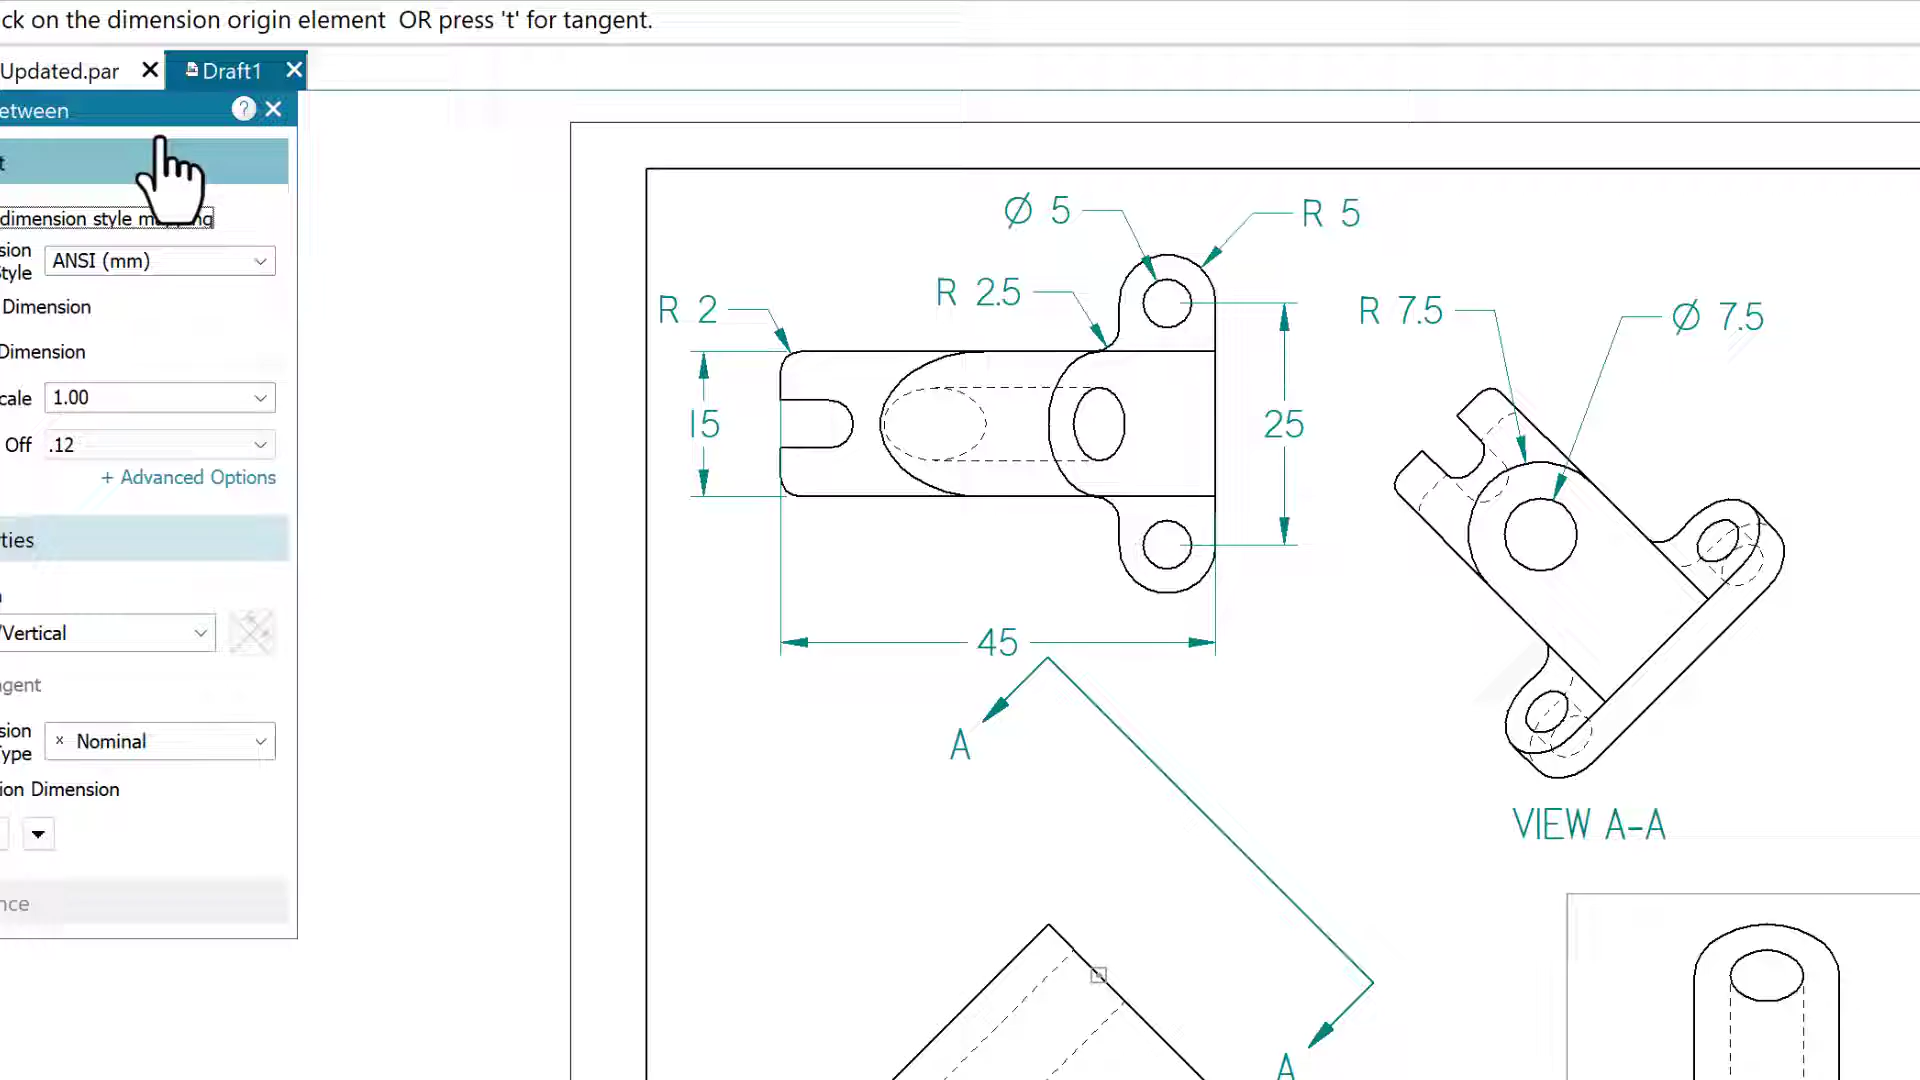 ck on the dimension origin element OR press 't' for tangent.
Updated.par
Draft1
etween
?
t
dimension style m
sion
Style
ANSI (mm)
Dimension
Dimension
cale
1.00
Off
.12
+ Advanced Options
ties
/Vertical
gent
sion
Type
x Nominal
ion Dimension
nce
Ø 5
R 5
R 2.5
R 2
R 7.5
Ø 7.5
15
25
45
A
VIEW A-A
A